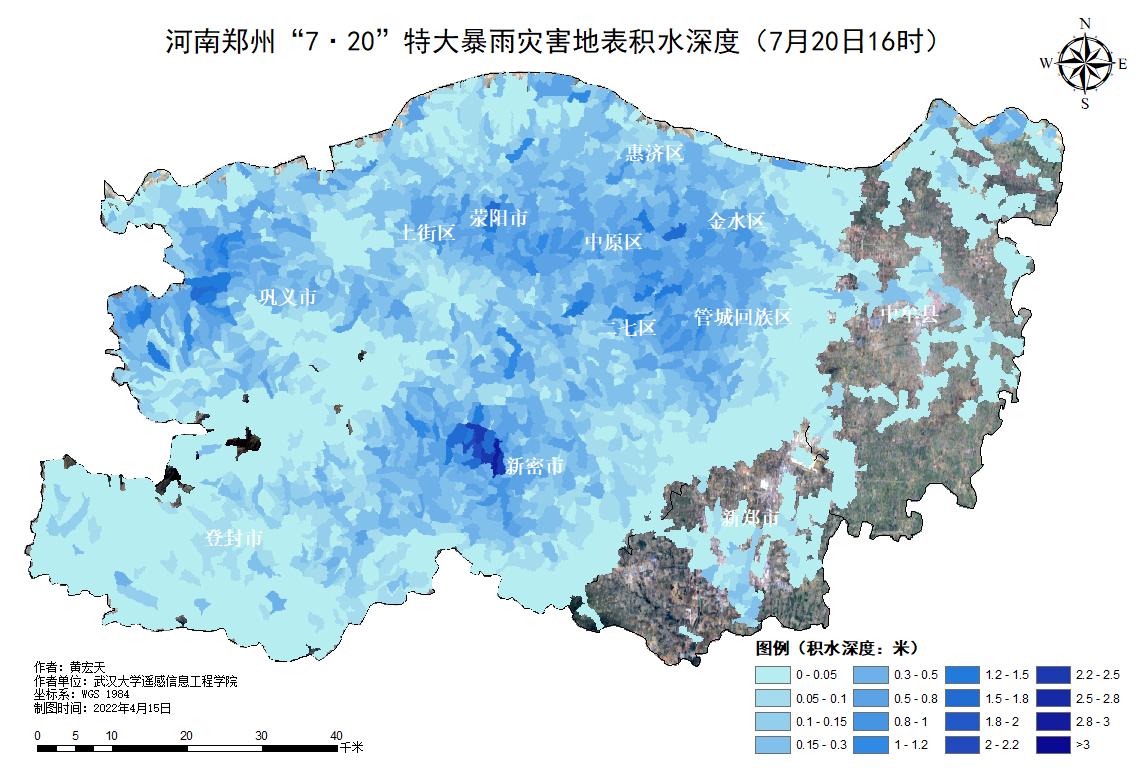 河南郑州“7·20”特大暴雨灾害地表积水深度（7月20日16时）
N
W E
S
惠济区
荥阳市
金水区
上街区
中原区
巩义市
管城回族区
中牟县
二七区
新密市
新郑市
登封市
图例（积水深度：米）
0 - 0.05
0.3 - 0.5
1.2 - 1.5
2.2 - 2.5
0.05 - 0.1
0.5 - 0.8
1.5 - 1.8
2.5 - 2.8
0.1 - 0.15
0.8 - 1
1.8 - 2
2.8 - 3
0.15 - 0.3
1 - 1.2
2 - 2.2
>3
作者：黄宏天
作者单位：武汉大学遥感信息工程学院
坐标系：WGS 1984
制图时间：2022年4月15日
0 5 10 20 30 40
千米